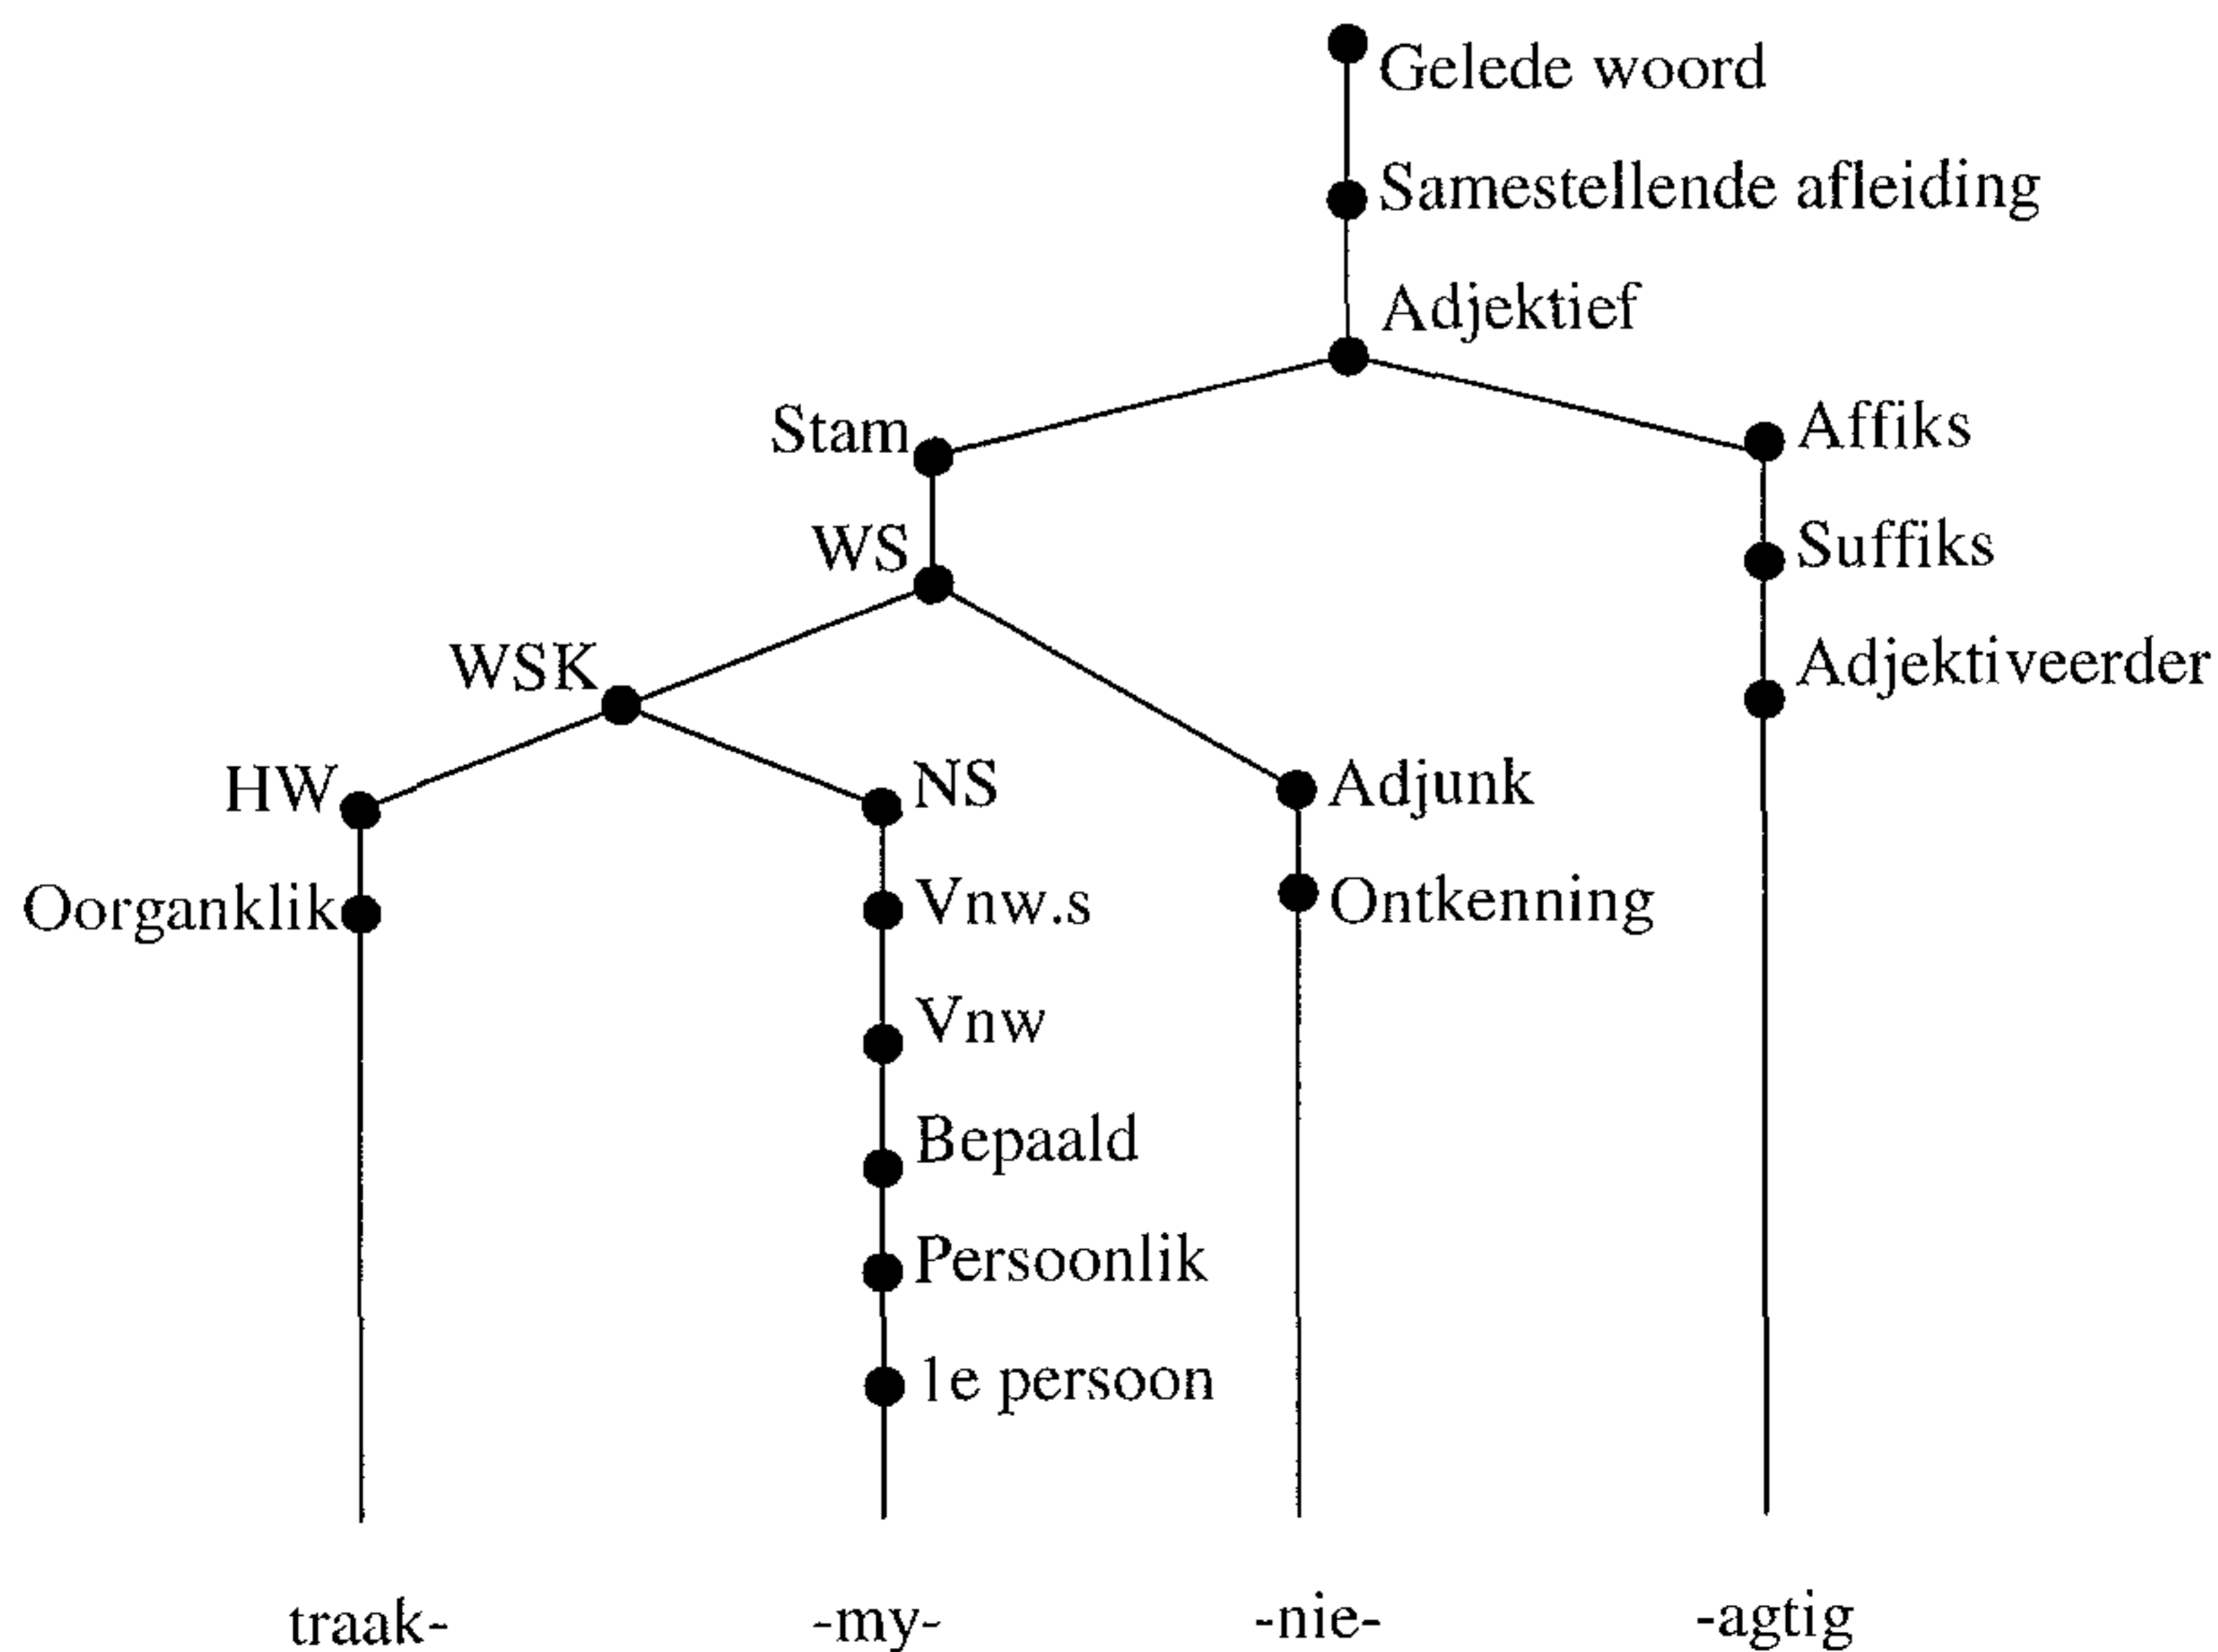 Gelede woord
Samestellende afleiding
Adjektief
Stam
Affiks
WS
Suffiks
WSK
Adjektiveerder
HW
NS
Adjunk
Oorganklik
Vnw.s
Ontkenning
Vnw
Bepaald
Persoonlik
1e persoon
traak- -my- -nie- -agtig